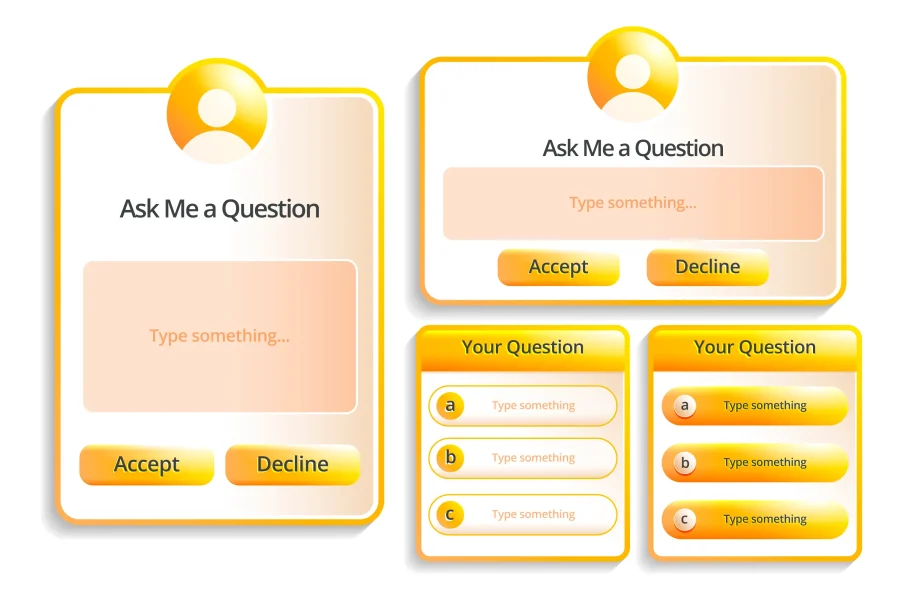 Ask Me a Question
Type something...
Accept
Decline
Ask Me a Question
Type something...
Accept
Decline
Your Question
a
Type something
b
Type something
c
Type something
Your Question
a
Type something
b
Type something
c
Type something